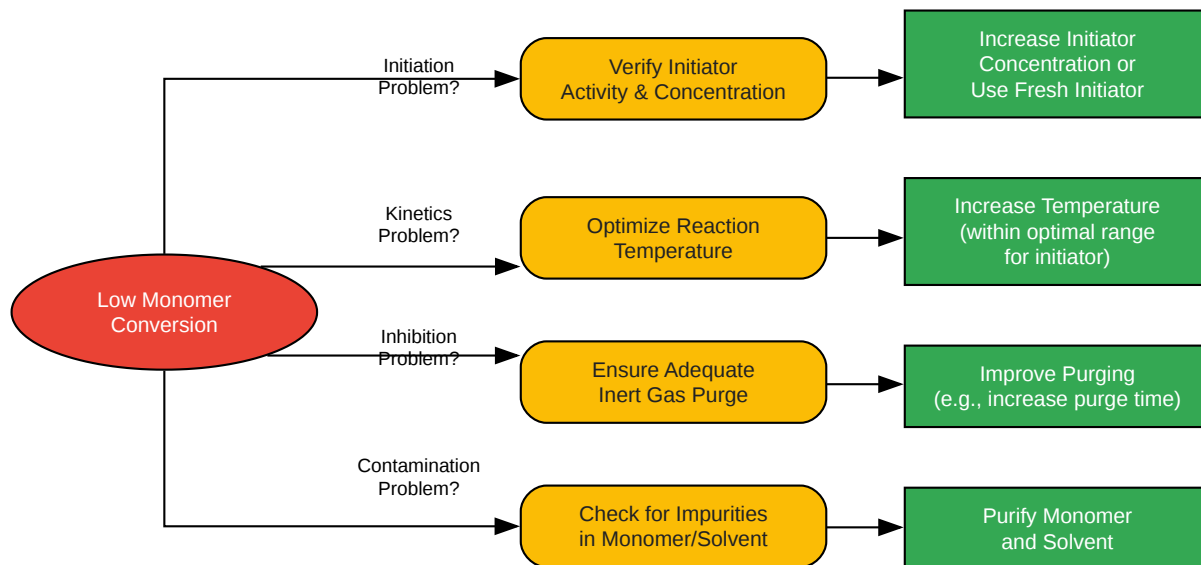 Initiation
Problem?
Verify Initiator
Activity & Concentration
Increase Initiator
Concentration or
Use Fresh Initiator
Kinetics
Problem?
Optimize Reaction
Temperature
Increase Temperature
(within optimal range
for initiator)
Low Monomer
Conversion
Inhibition
Problem?
Ensure Adequate
Inert Gas Purge
Improve Purging
(e.g., increase purge time)
Contamination
Problem?
Check for Impurities
in Monomer/Solvent
Purify Monomer
and Solvent